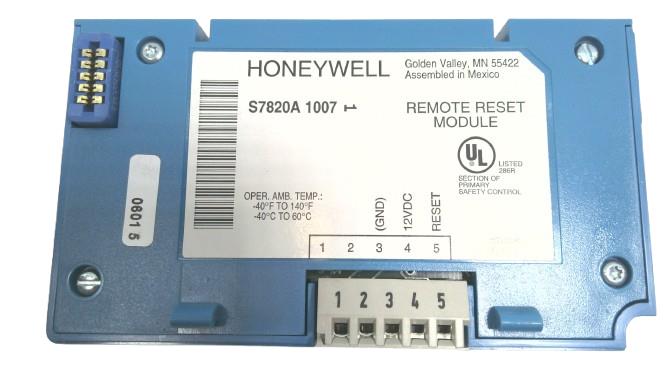 HONEYWELL
Golden Valley, MN 55422
Assembled in Mexico
S7820A 1007 1
REMOTE RESET
MODULE
UL
LISTED
286R
SECTION OF
PRIMARY
SAFETY CONTROL
OPER. AMB. TEMP.:
-40°F TO 140°F
-40°C TO 60°C
(GND)
12VDC
RESET
1 2 3 4 5
0601 5
1 2 3 4 5